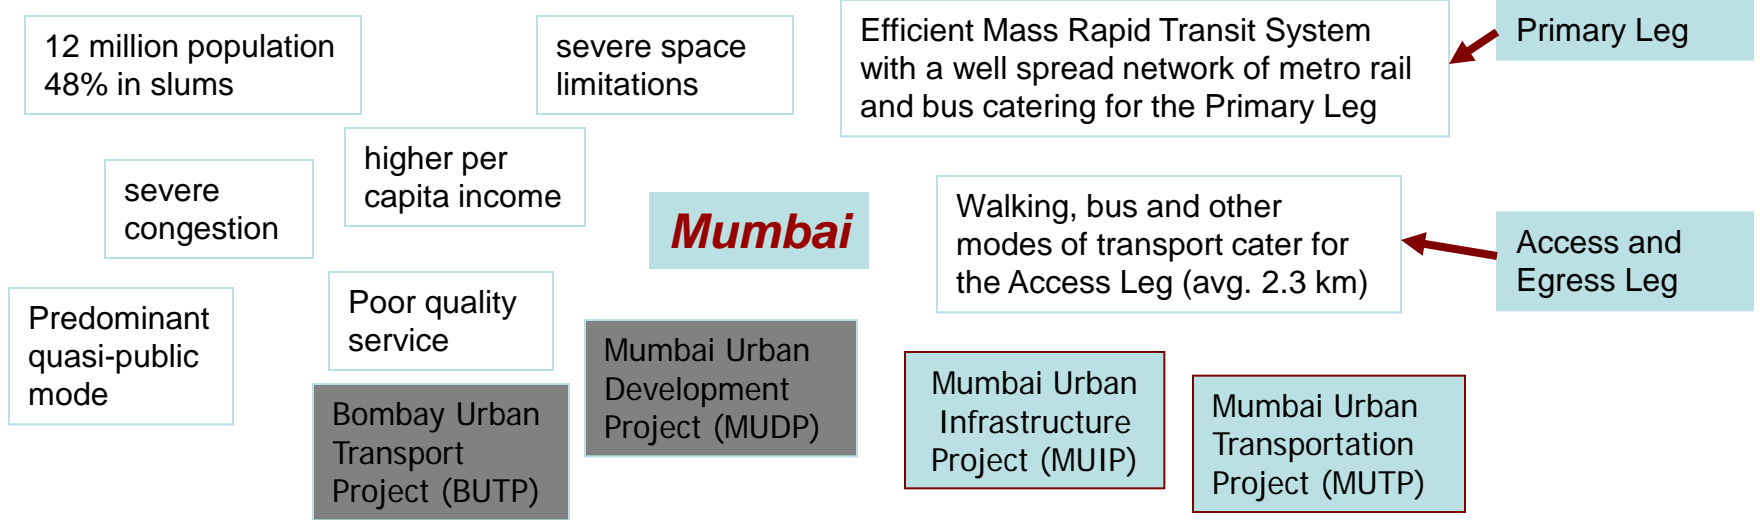 12 million population
48% in slums
severe space
limitations
Efficient Mass Rapid Transit System
with a well spread network of metro rail
and bus catering for the Primary Leg
Primary Leg
higher per
capita income
severe
congestion
Mumbai
Walking, bus and other
modes of transport cater for
the Access Leg (avg. 2.3 km)
Access and
Egress Leg
Predominant
quasi-public
mode
Poor quality
service
Mumbai Urban
Development
Project (MUDP)
Bombay Urban
Transport
Project (BUTP)
Mumbai Urban
Infrastructure
Project (MUIP)
Mumbai Urban
Transportation
Project (MUTP)